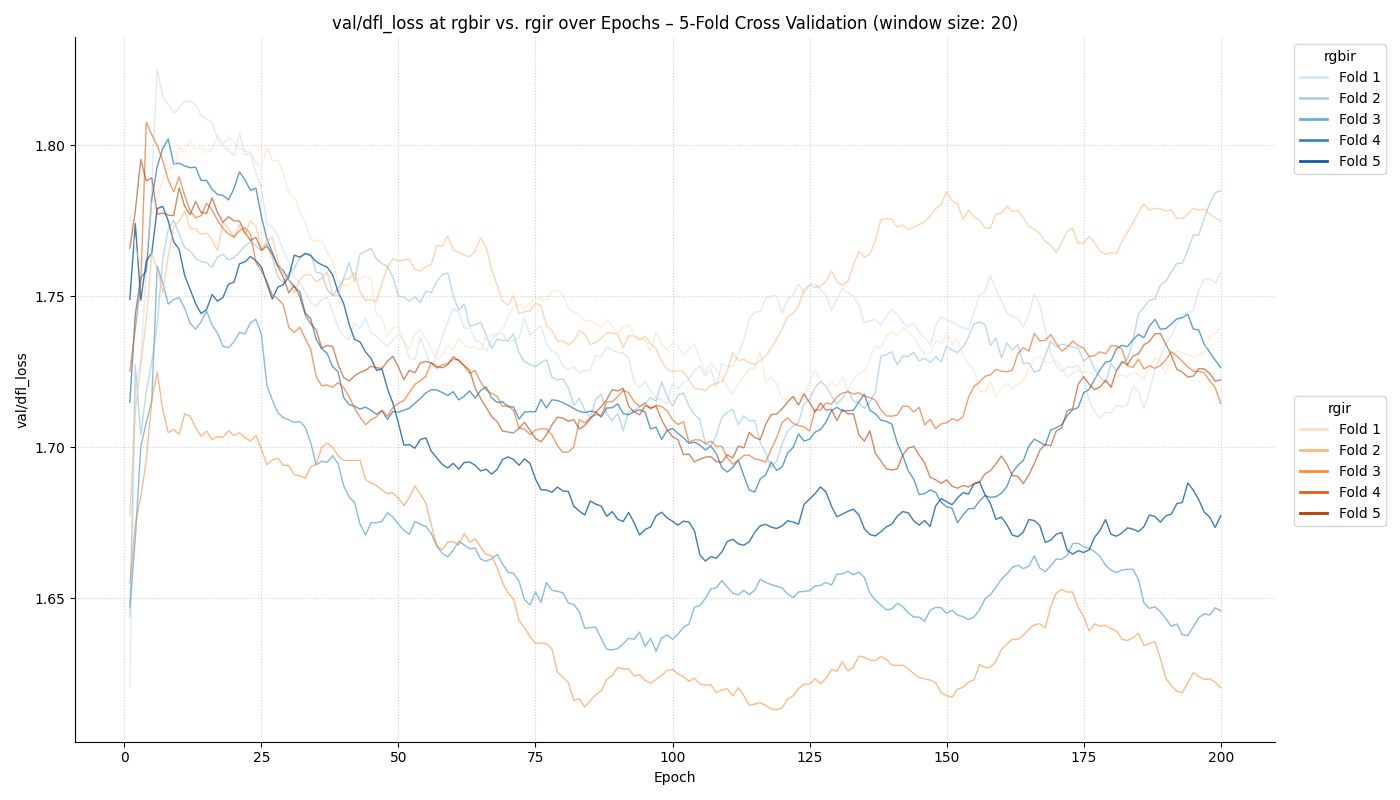 val/dfl_loss at rgbir vs. rgir over Epochs – 5-Fold Cross Validation (window size: 20)
val/dfl_loss
1.80
1.75
1.70
1.65
0
25
50
75
100
125
150
175
200
Epoch
rgbir
Fold 1
Fold 2
Fold 3
Fold 4
Fold 5
rgir
Fold 1
Fold 2
Fold 3
Fold 4
Fold 5